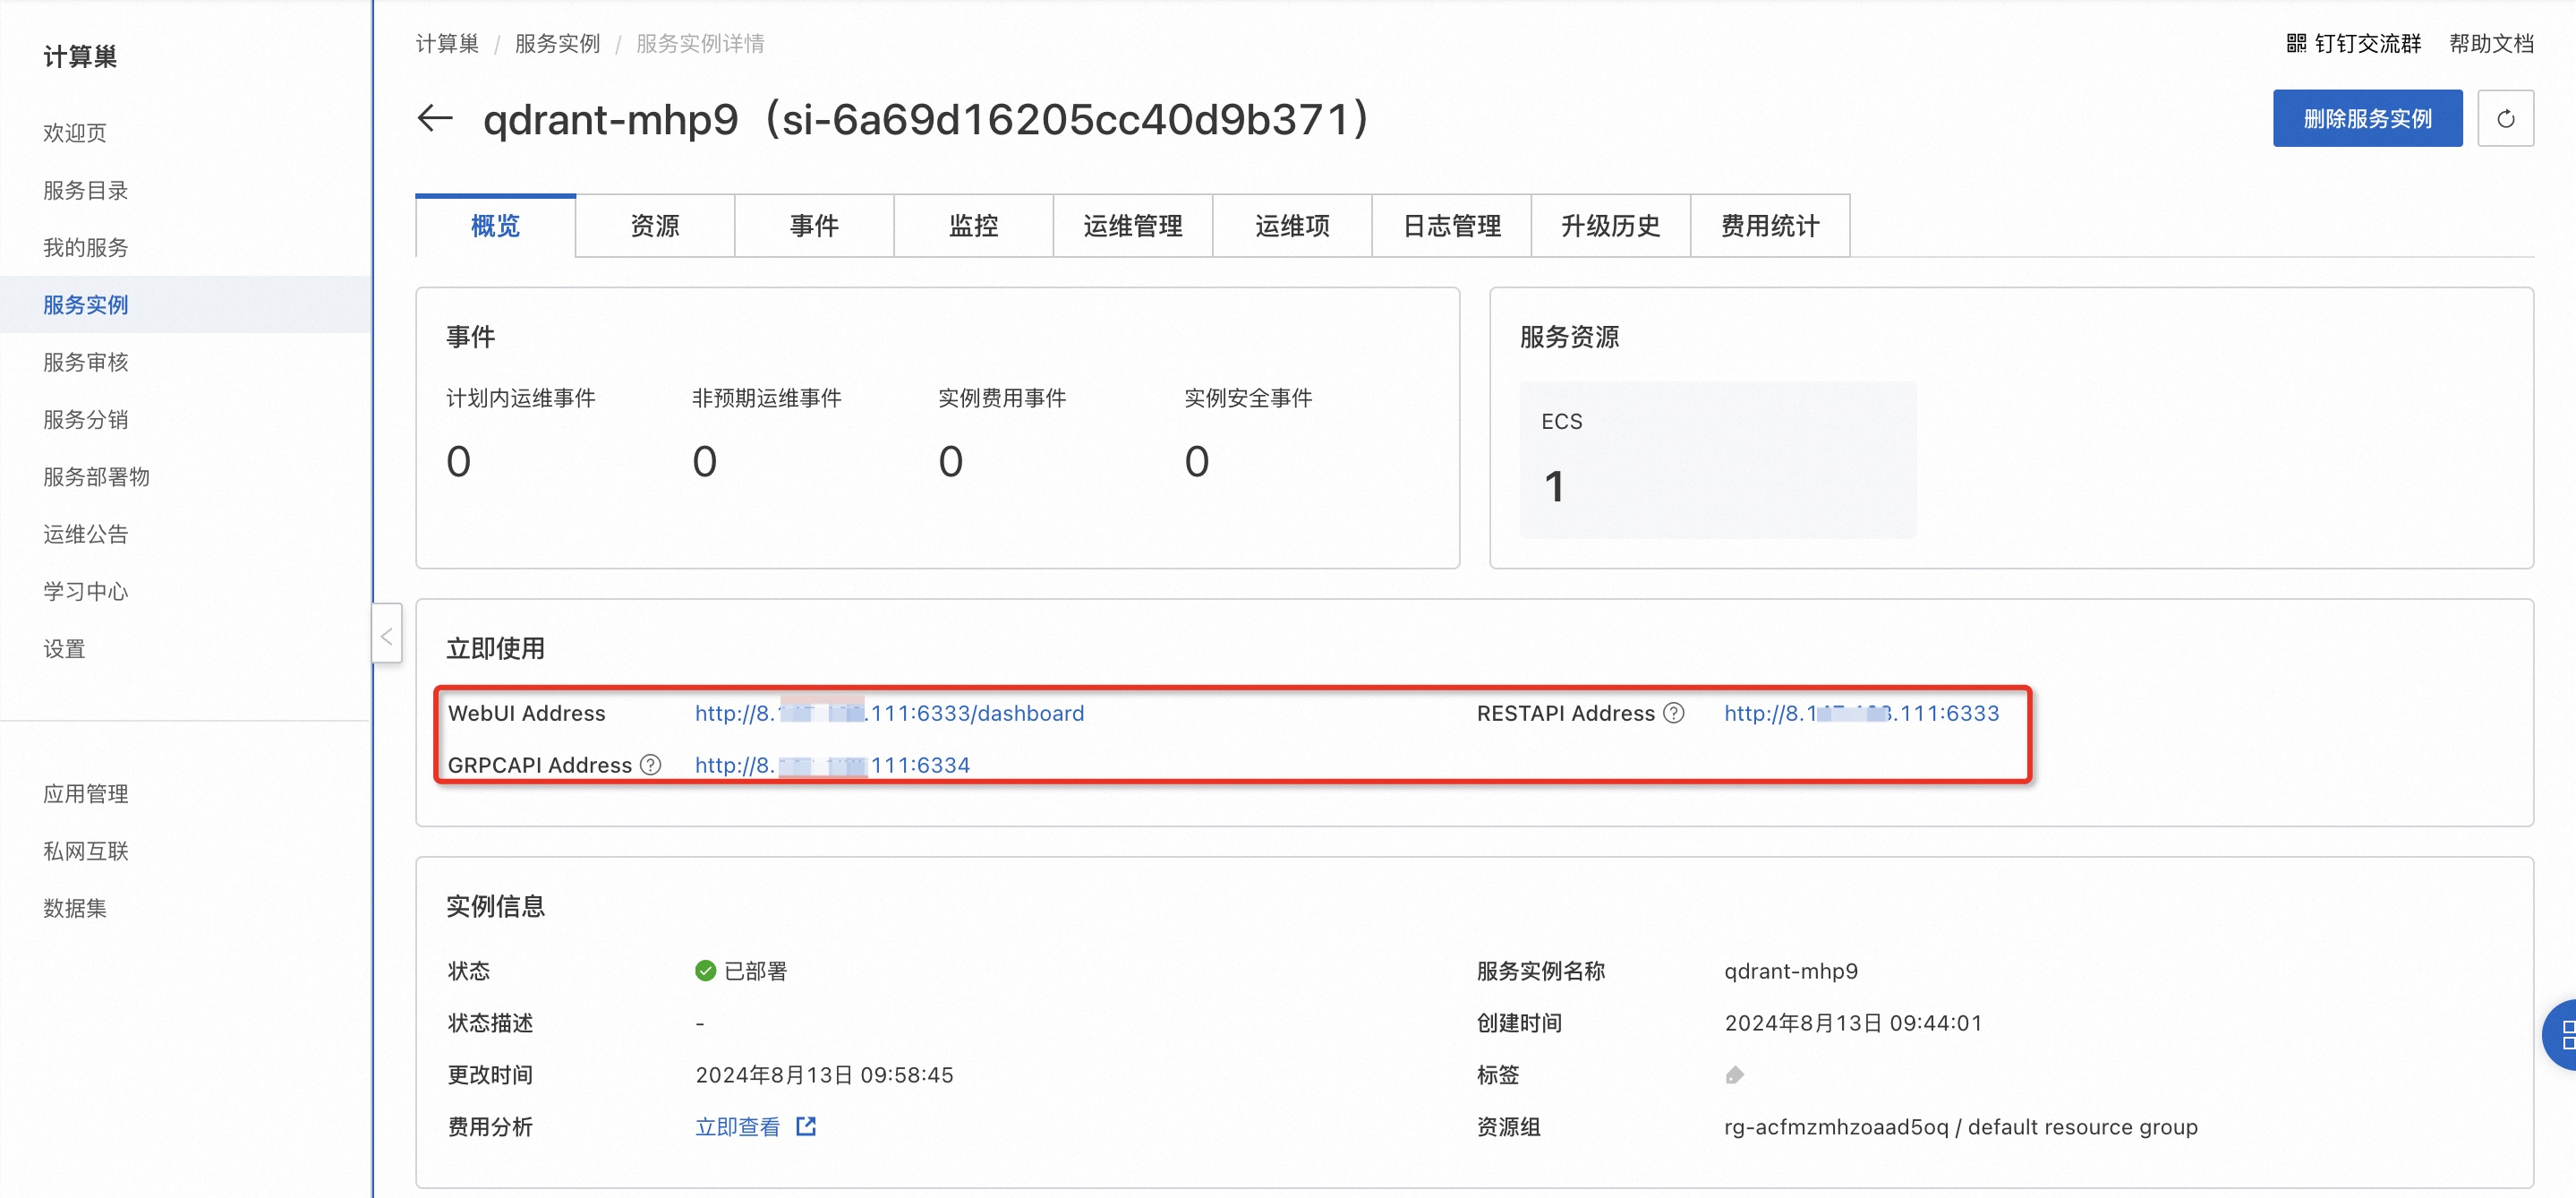 计算巢
欢迎页
服务目录
我的服务
服务实例
服务审核
服务分销
服务部署物
运维公告
学习中心
设置
应用管理
私网互联
数据集
计算巢 / 服务实例 / 服务实例详情
钉钉交流群 帮助文档
qdrant-mhp9（si-6a69d16205cc40d9b371）
删除服务实例
概览 资源 事件 监控 运维管理 运维项 日志管理 升级历史 费用统计
事件
计划内运维事件 非预期运维事件 实例费用事件 实例安全事件
0 0 0 0
服务资源
ECS
1
立即使用
WebUI Address http://8. .111:6333/dashboard
RESTAPI Address http://8.1 .111:6333
GRPCAPI Address http://8. 111:6334
实例信息
状态 已部署
服务实例名称 qdrant-mhp9
状态描述 -
创建时间 2024年8月13日 09:44:01
更改时间 2024年8月13日 09:58:45
标签
费用分析 立即查看
资源组 rg-acfmzmhzoaad5oq / default resource group